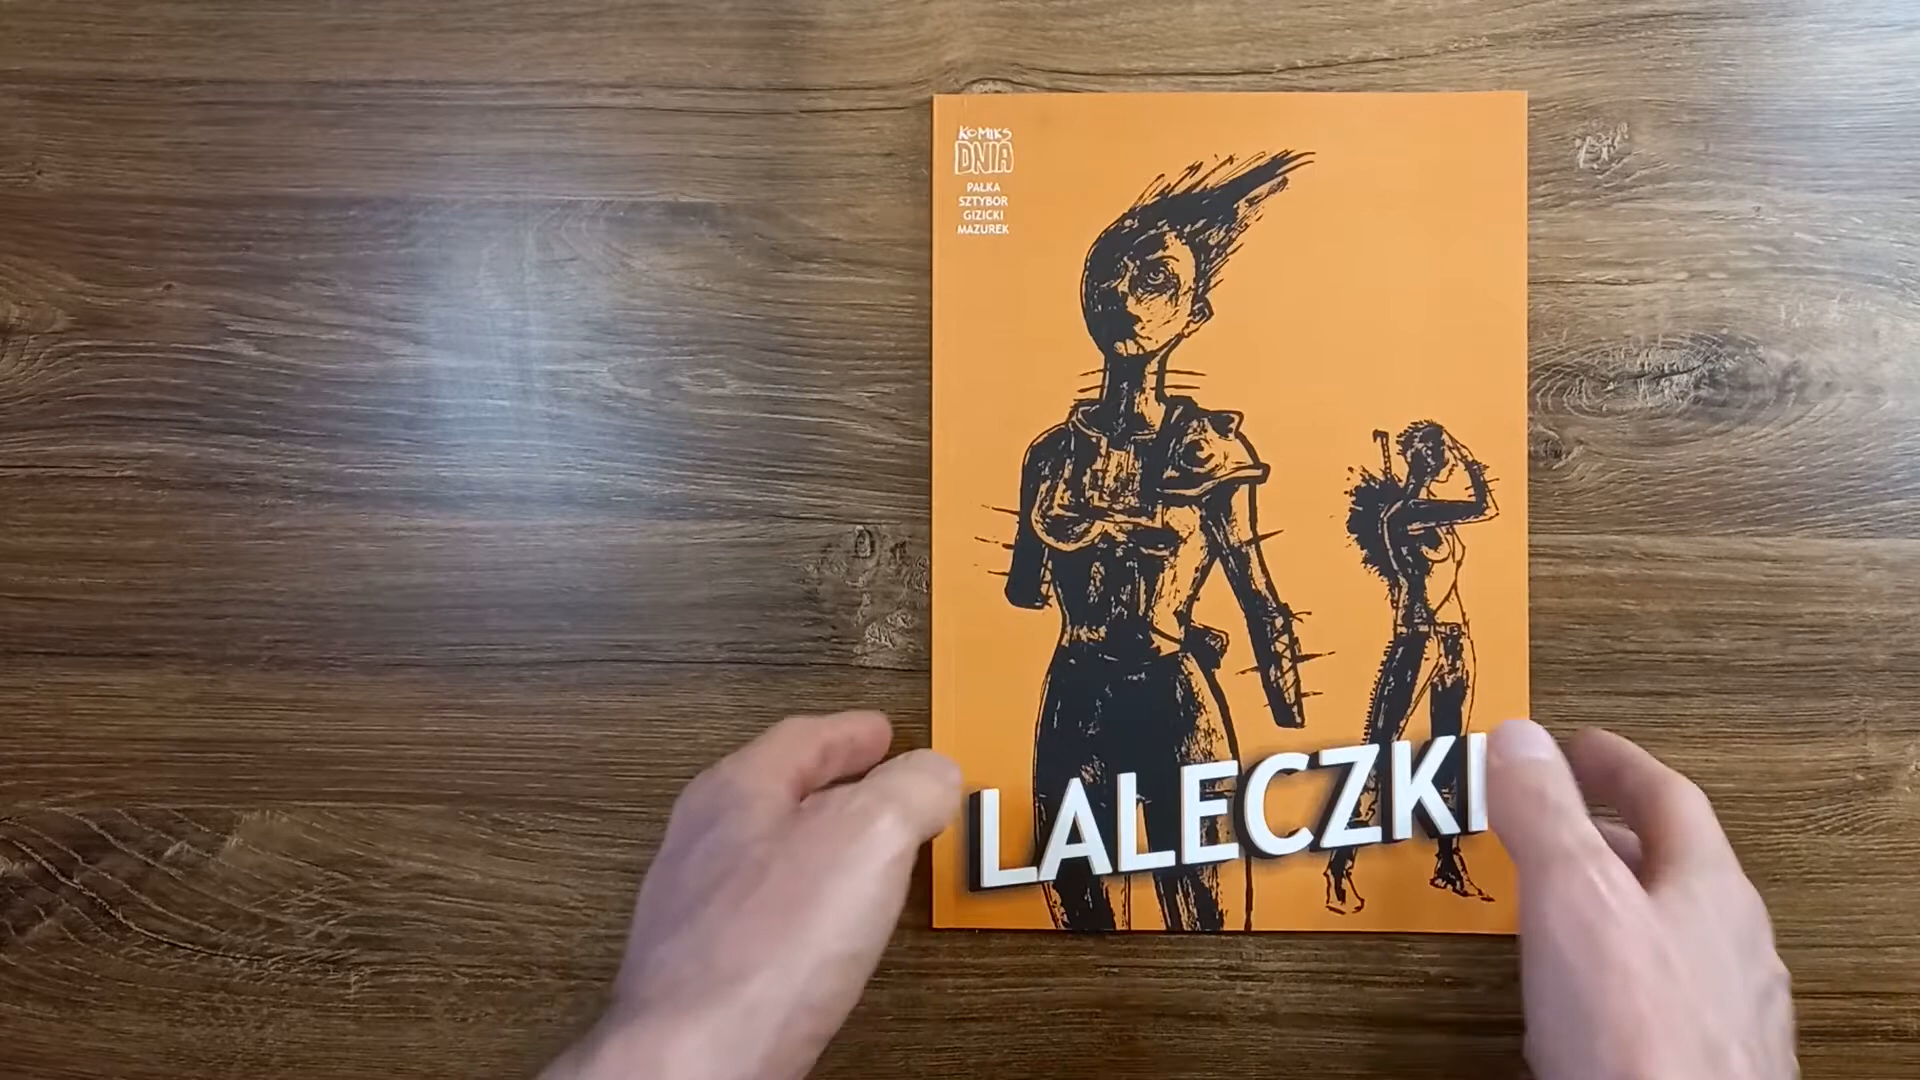 KOMIKS
DNIA
PAŁKA
SZTYBOR
GIZICKI
MAZUREK
LALECZKI